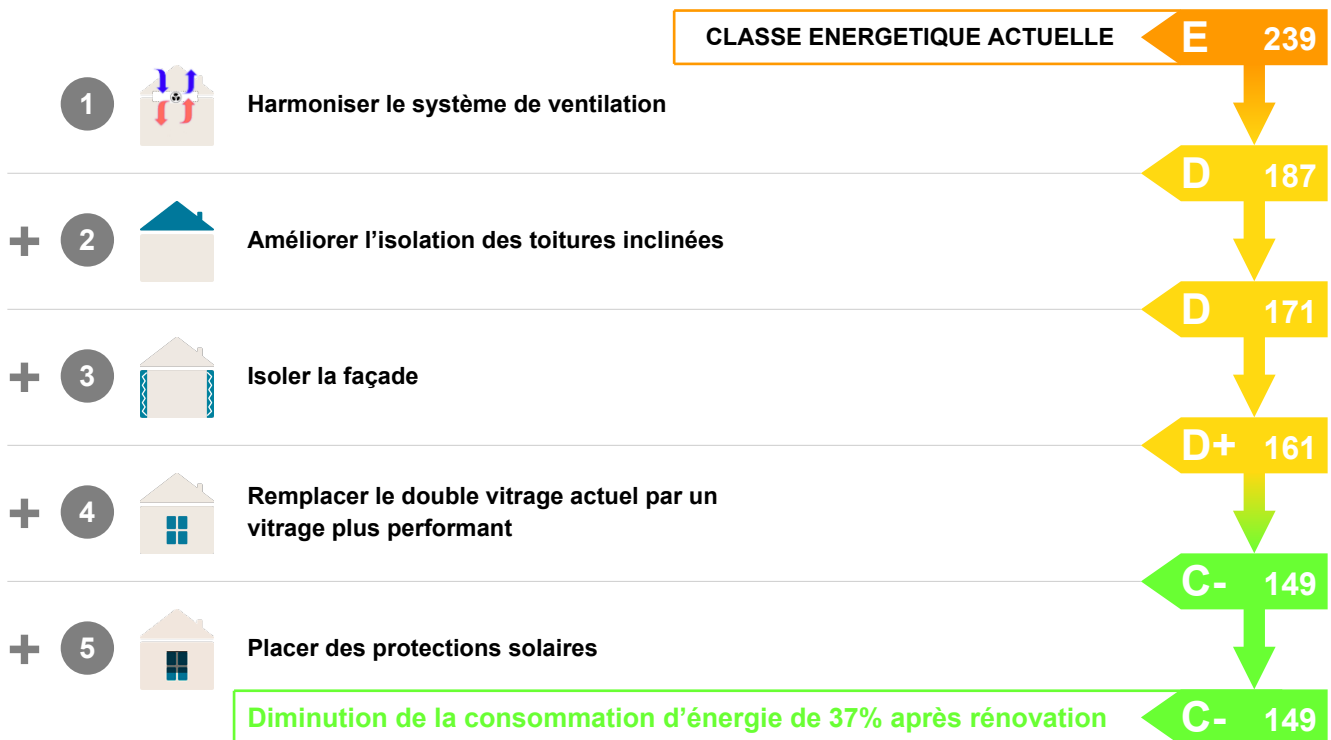 CLASSE ENERGETIQUE ACTUELLE E 239
1 Harmoniser le système de ventilation
D 187
+ 2 Améliorer l’isolation des toitures inclinées
D 171
+ 3 Isoler la façade
D+ 161
+ 4 Remplacer le double vitrage actuel par un
vitrage plus performant
C- 149
+ 5 Placer des protections solaires
Diminution de la consommation d’énergie de 37% après rénovation C- 149